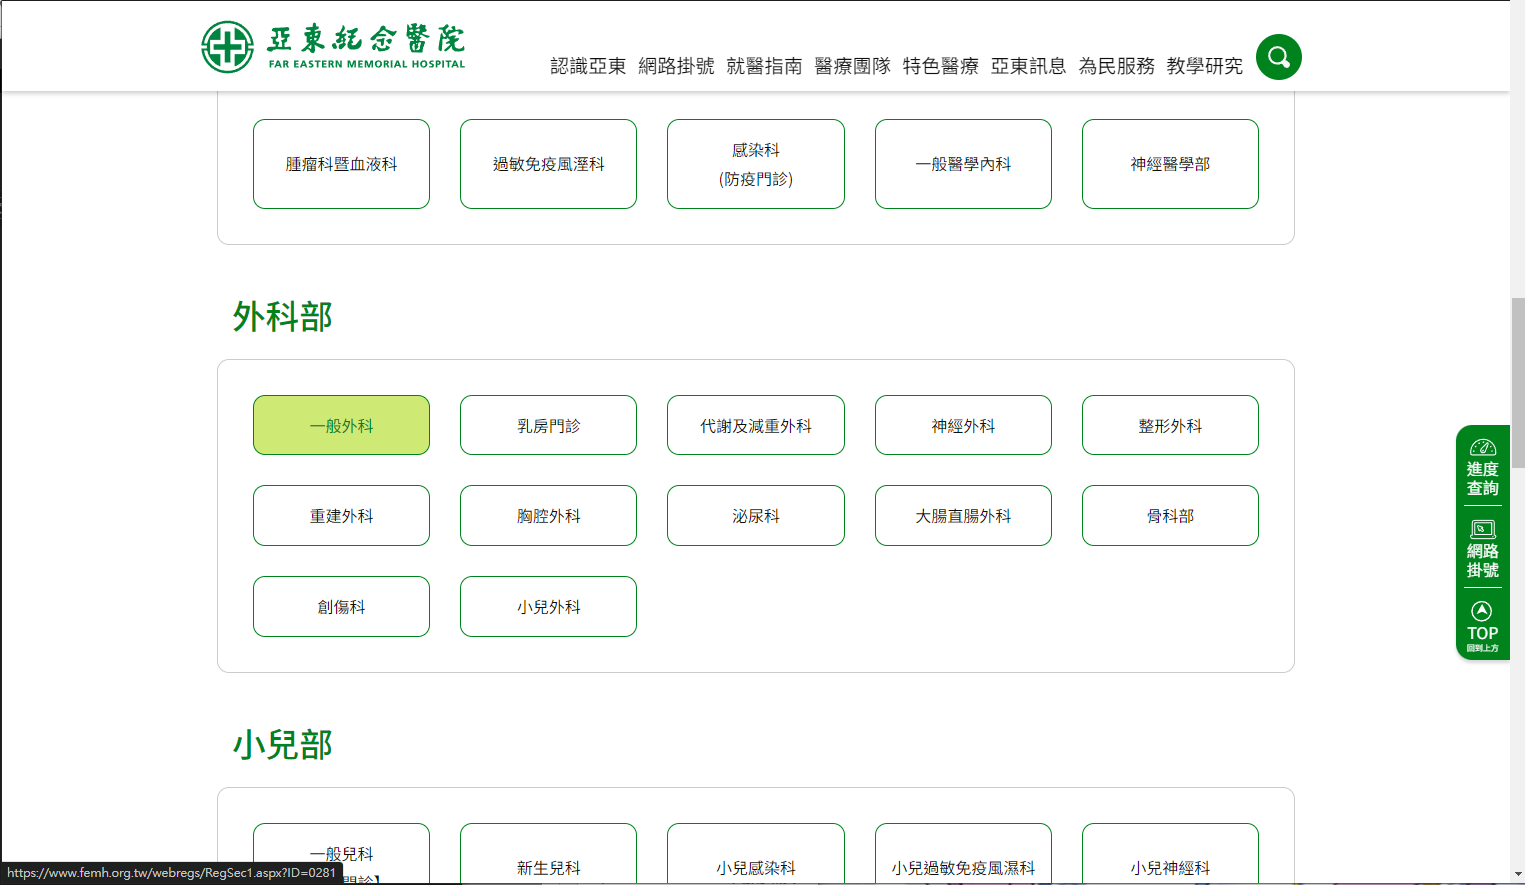 亞東紀念醫院
FAR EASTERN MEMORIAL HOSPITAL
認識亞東 網路掛號 就醫指南 醫療團隊 特色醫療 亞東訊息 為民服務 教學研究
腫瘤科暨血液科
過敏免疫風溼科
感染科
(防疫門診)
一般醫學內科
神經醫學部
外科部
一般外科
乳房門診
代謝及減重外科
神經外科
整形外科
重建外科
胸腔外科
泌尿科
大腸直腸外科
骨科部
創傷科
小兒外科
進度
查詢
網路
掛號
TOP
回到上方
小兒部
一般兒科
門診】
新生兒科
小兒感染科
小兒過敏免疫風濕科
小兒神經科
https://www.femh.org.tw/webregs/RegSec1.aspx?ID=0281